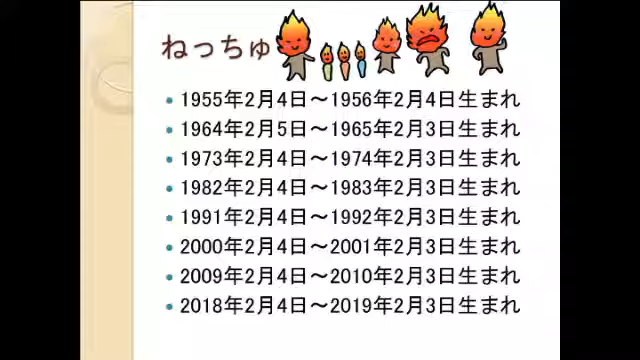 ねっちゅ
• 1955年2月4日～1956年2月4日生まれ
• 1964年2月5日～1965年2月3日生まれ
• 1973年2月4日～1974年2月3日生まれ
• 1982年2月4日～1983年2月3日生まれ
• 1991年2月4日～1992年2月3日生まれ
• 2000年2月4日～2001年2月3日生まれ
• 2009年2月4日～2010年2月3日生まれ
• 2018年2月4日～2019年2月3日生まれ